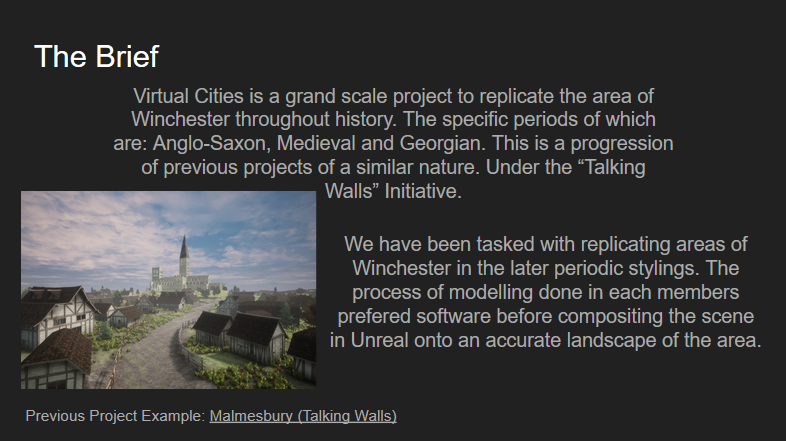 The Brief
Virtual Cities is a grand scale project to replicate the area of
Winchester throughout history. The specific periods of which
are: Anglo-Saxon, Medieval and Georgian. This is a progression
of previous projects of a similar nature. Under the “Talking
Walls” Initiative.
We have been tasked with replicating areas of
Winchester in the later periodic stylings. The
process of modelling done in each members
prefered software before compositing the scene
in Unreal onto an accurate landscape of the area.
Previous Project Example: Malmesbury (Talking Walls)